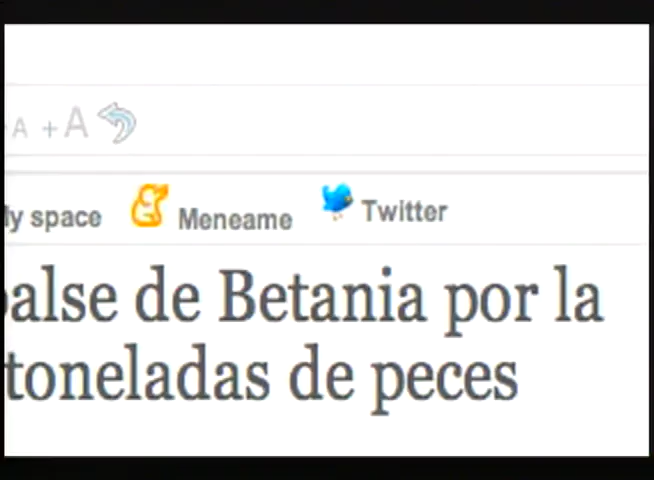 A + A
y space Meneame Twitter
alse de Betania por la
toneladas de peces